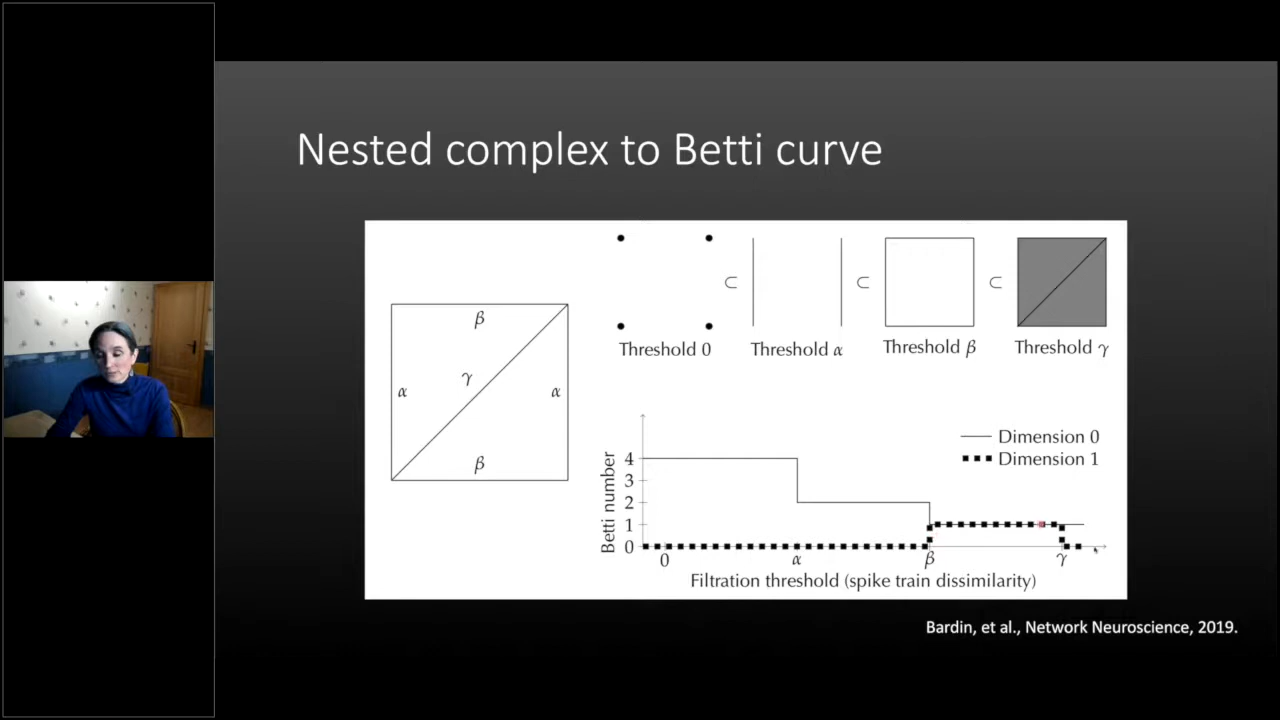 Nested complex to Betti curve
⊂ ⊂ ⊂
Threshold 0 Threshold α Threshold β Threshold γ
β
γ
α α
β
Dimension 0
Dimension 1
Betti number
4
3
2
1
0
0 α β γ
Filtration threshold (spike train dissimilarity)
Bardin, et al., Network Neuroscience, 2019.